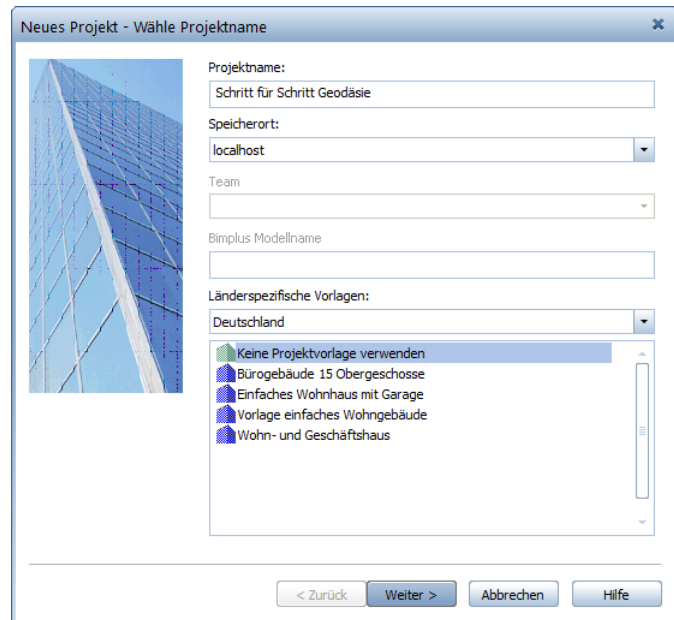 Neues Projekt - Wähle Projektname
Projektname:
Schritt für Schritt Geodäsie
Speicherort:
localhost
Team
Bimplus Modellname
Länderspezifische Vorlagen:
Deutschland
Keine Projektvorlage verwenden
Bürogebäude 15 Obergeschosse
Einfaches Wohnhaus mit Garage
Vorlage einfaches Wohngebäude
Wohn- und Geschäftshaus
< Zurück Weiter > Abbrechen Hilfe